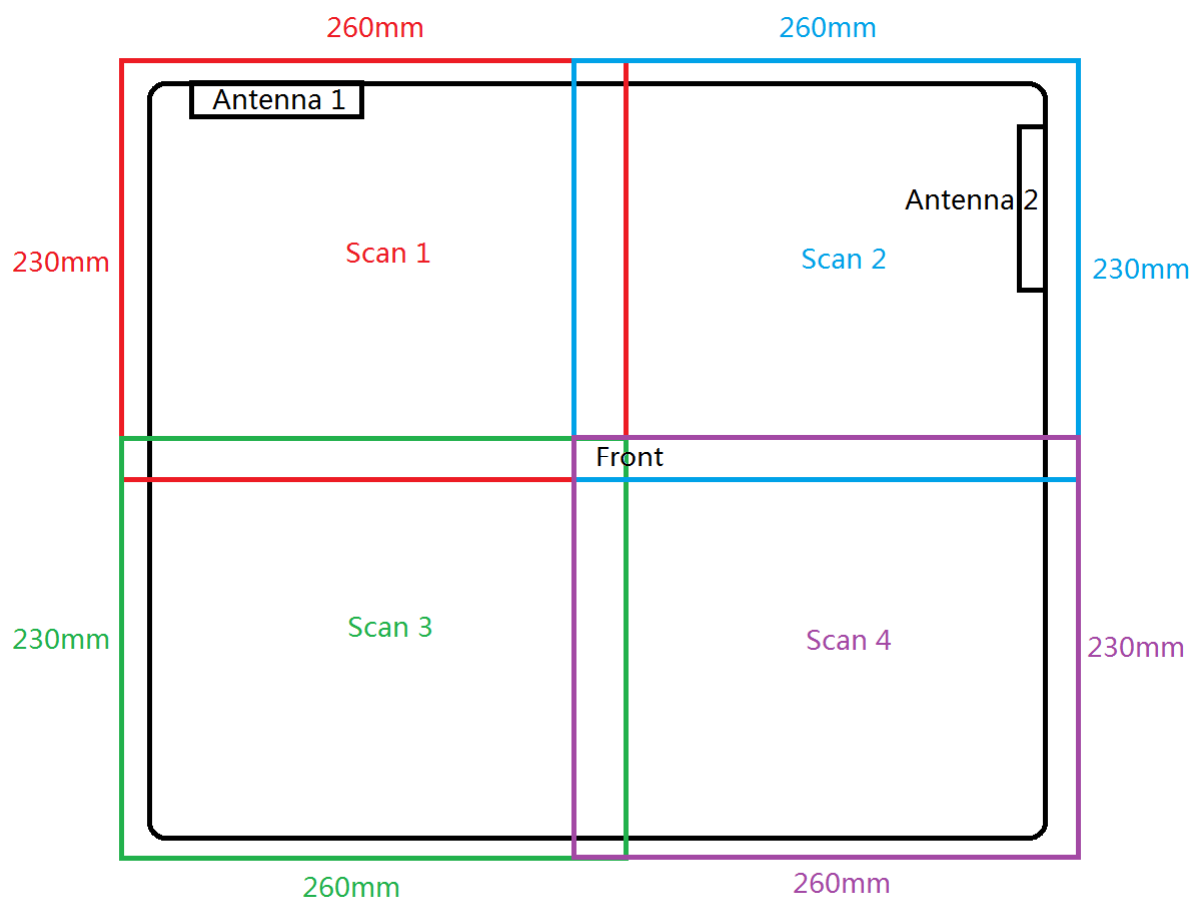 260mm
260mm
Antenna 1
Antenna 2
Scan 1
Scan 2
230mm
230mm
Front
Scan 3
Scan 4
230mm
230mm
260mm
260mm